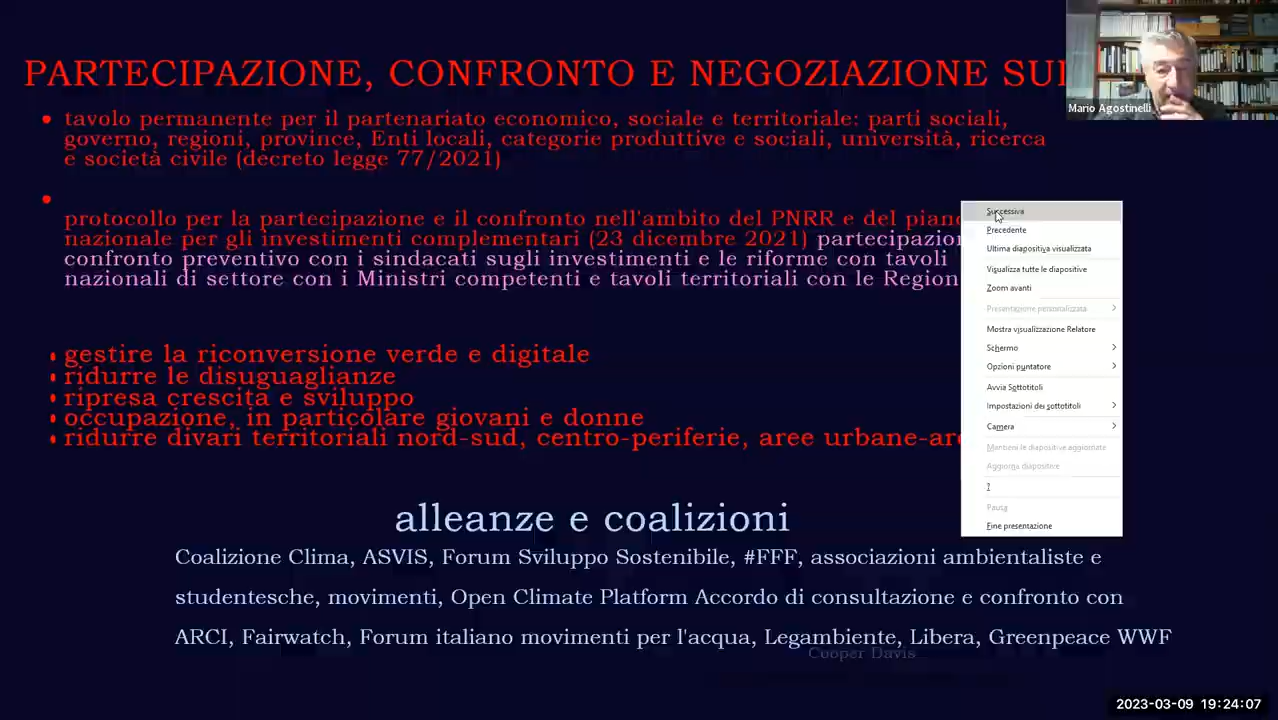 PARTECIPAZIONE, CONFRONTO E NEGOZIAZIONE
Mario Agostinelli
tavolo permanente per il partenariato economico, sociale e territoriale: parti sociali,
governo, regioni, province, Enti locali, categorie produttive e sociali, università, ricerca
e società civile (decreto legge 77/2021)
protocollo per la partecipazione e il confronto nell'ambito del PNRR e del
nazionale per gli investimenti complementari (23 dicembre 2021)
confronto preventivo con i sindacati sugli investimenti e le riforme con tavoli
nazionali di settore con i Ministri competenti e tavoli territoriali con le
gestire la riconversione verde e digitale
ridurre le disuguaglianze
ripresa crescita e sviluppo
occupazione, in particolare giovani e donne
ridurre divari territoriali nord-sud, centro-periferie, aree
Successiva
Precedente
Ultima diapositiva visualizzata
Visualizza tutte le diapositive
Zoom avanti
Presentazione personalizzata
Mostra visualizzazione Relatore
Schermo
Opzioni puntatore
Avvia Sottotitoli
Impostazioni dei sottotitoli
Camera
Mantieni le diapositive aggiornate
Aggiorna diapositive
?
Pausa
Fine presentazione
alleanze e coalizioni
Coalizione Clima, ASVIS, Forum Sviluppo Sostenibile, #FFF, associazioni ambientaliste e
studentesche, movimenti, Open Climate Platform Accordo di consultazione e confronto con
ARCI, Fairwatch, Forum italiano movimenti per l'acqua, Legambiente, Libera, Greenpeace WWF
Cooper Davis
2023-03-09 19:24:07